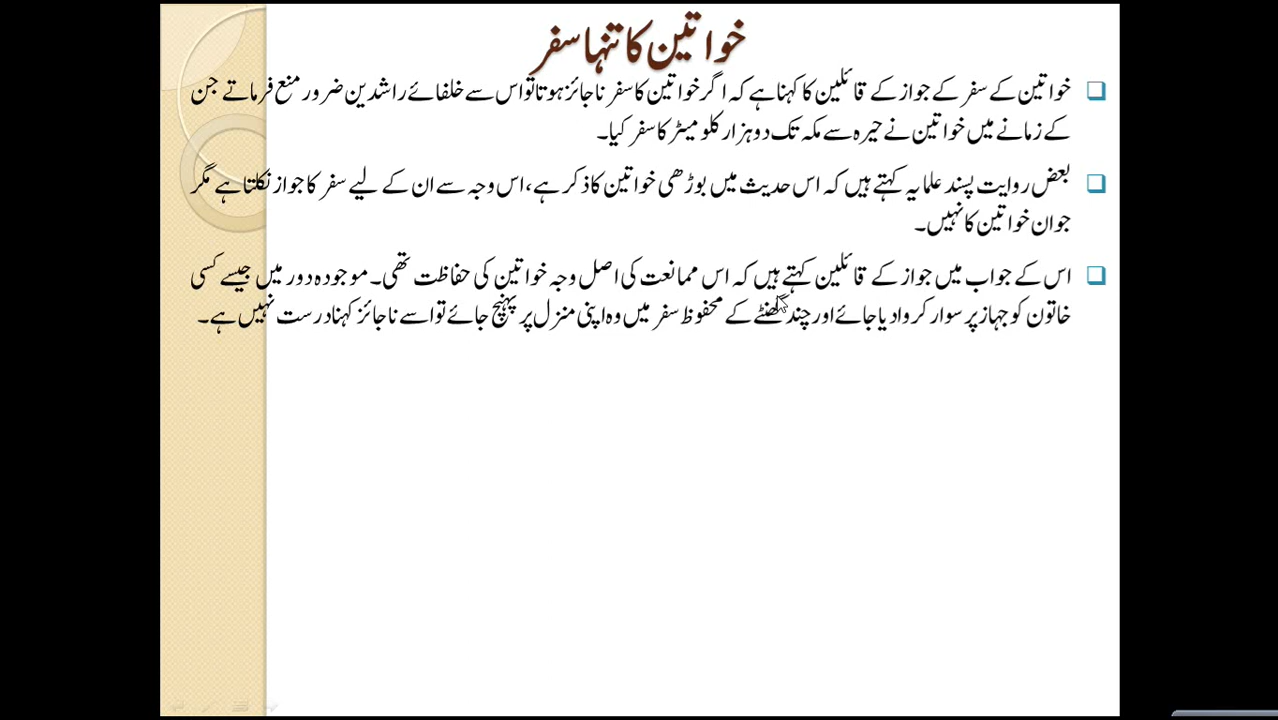 خواتین کا تنہا سفر
خواتین کے سفر کے جواز کے قائلین کا کہنا ہے کہ اگر خواتین کا سفر ناجائز ہوتا تو اس سے خلفائے راشدین ضرور منع فرماتے جن
کے زمانے میں خواتین نے حیرہ سے مکہ تک دو ہزار کلو میٹر کا سفر کیا۔
بعض روایت پسند علما یہ کہتے ہیں کہ اس حدیث میں بوڑھی خواتین کا ذکر ہے، اس وجہ سے ان کے لیے سفر کا جواز نکلتا ہے مگر
جوان خواتین کا نہیں۔
اس کے جواب میں جواز کے قائلین کہتے ہیں کہ اس ممانعت کی اصل وجہ خواتین کی حفاظت تھی۔ موجودہ دور میں جیسے کسی
خاتون کو جہاز پر سوار کروا دیا جائے اور چند گھنٹے کے محفوظ سفر میں وہ اپنی منزل پر پہنچ جائے تو اسے ناجائز کہنا درست نہیں ہے۔